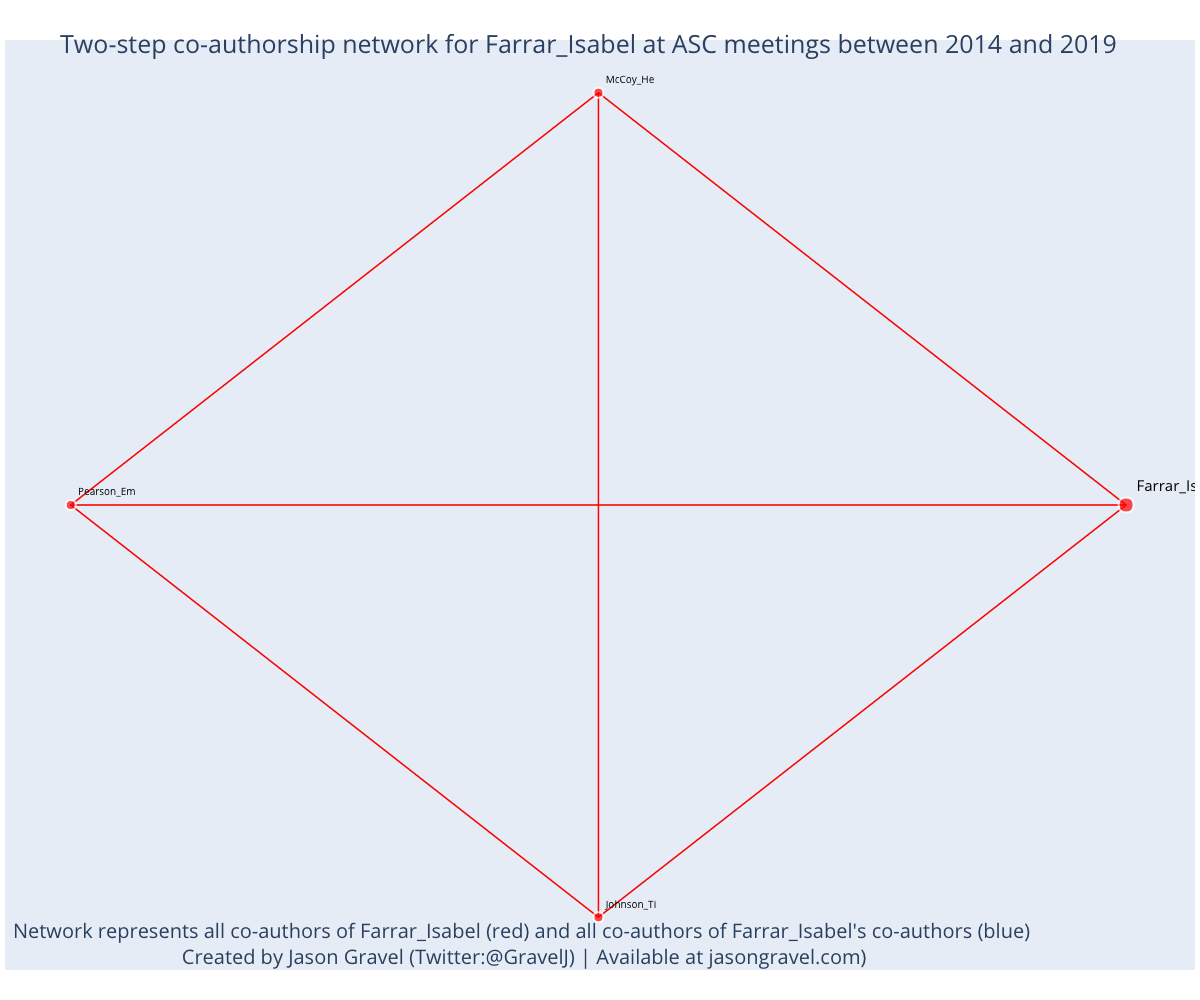 Two-step co-authorship network for Farrar_Isabel at ASC meetings between 2014 and 2019
McCoy_He
Farrar_Is
Pearson_Em
Johnson_Ti
Network represents all co-authors of Farrar_Isabel (red) and all co-authors of Farrar_Isabel's co-authors (blue)
Created by Jason Gravel (Twitter:@GravelJ) | Available at jasongravel.com)